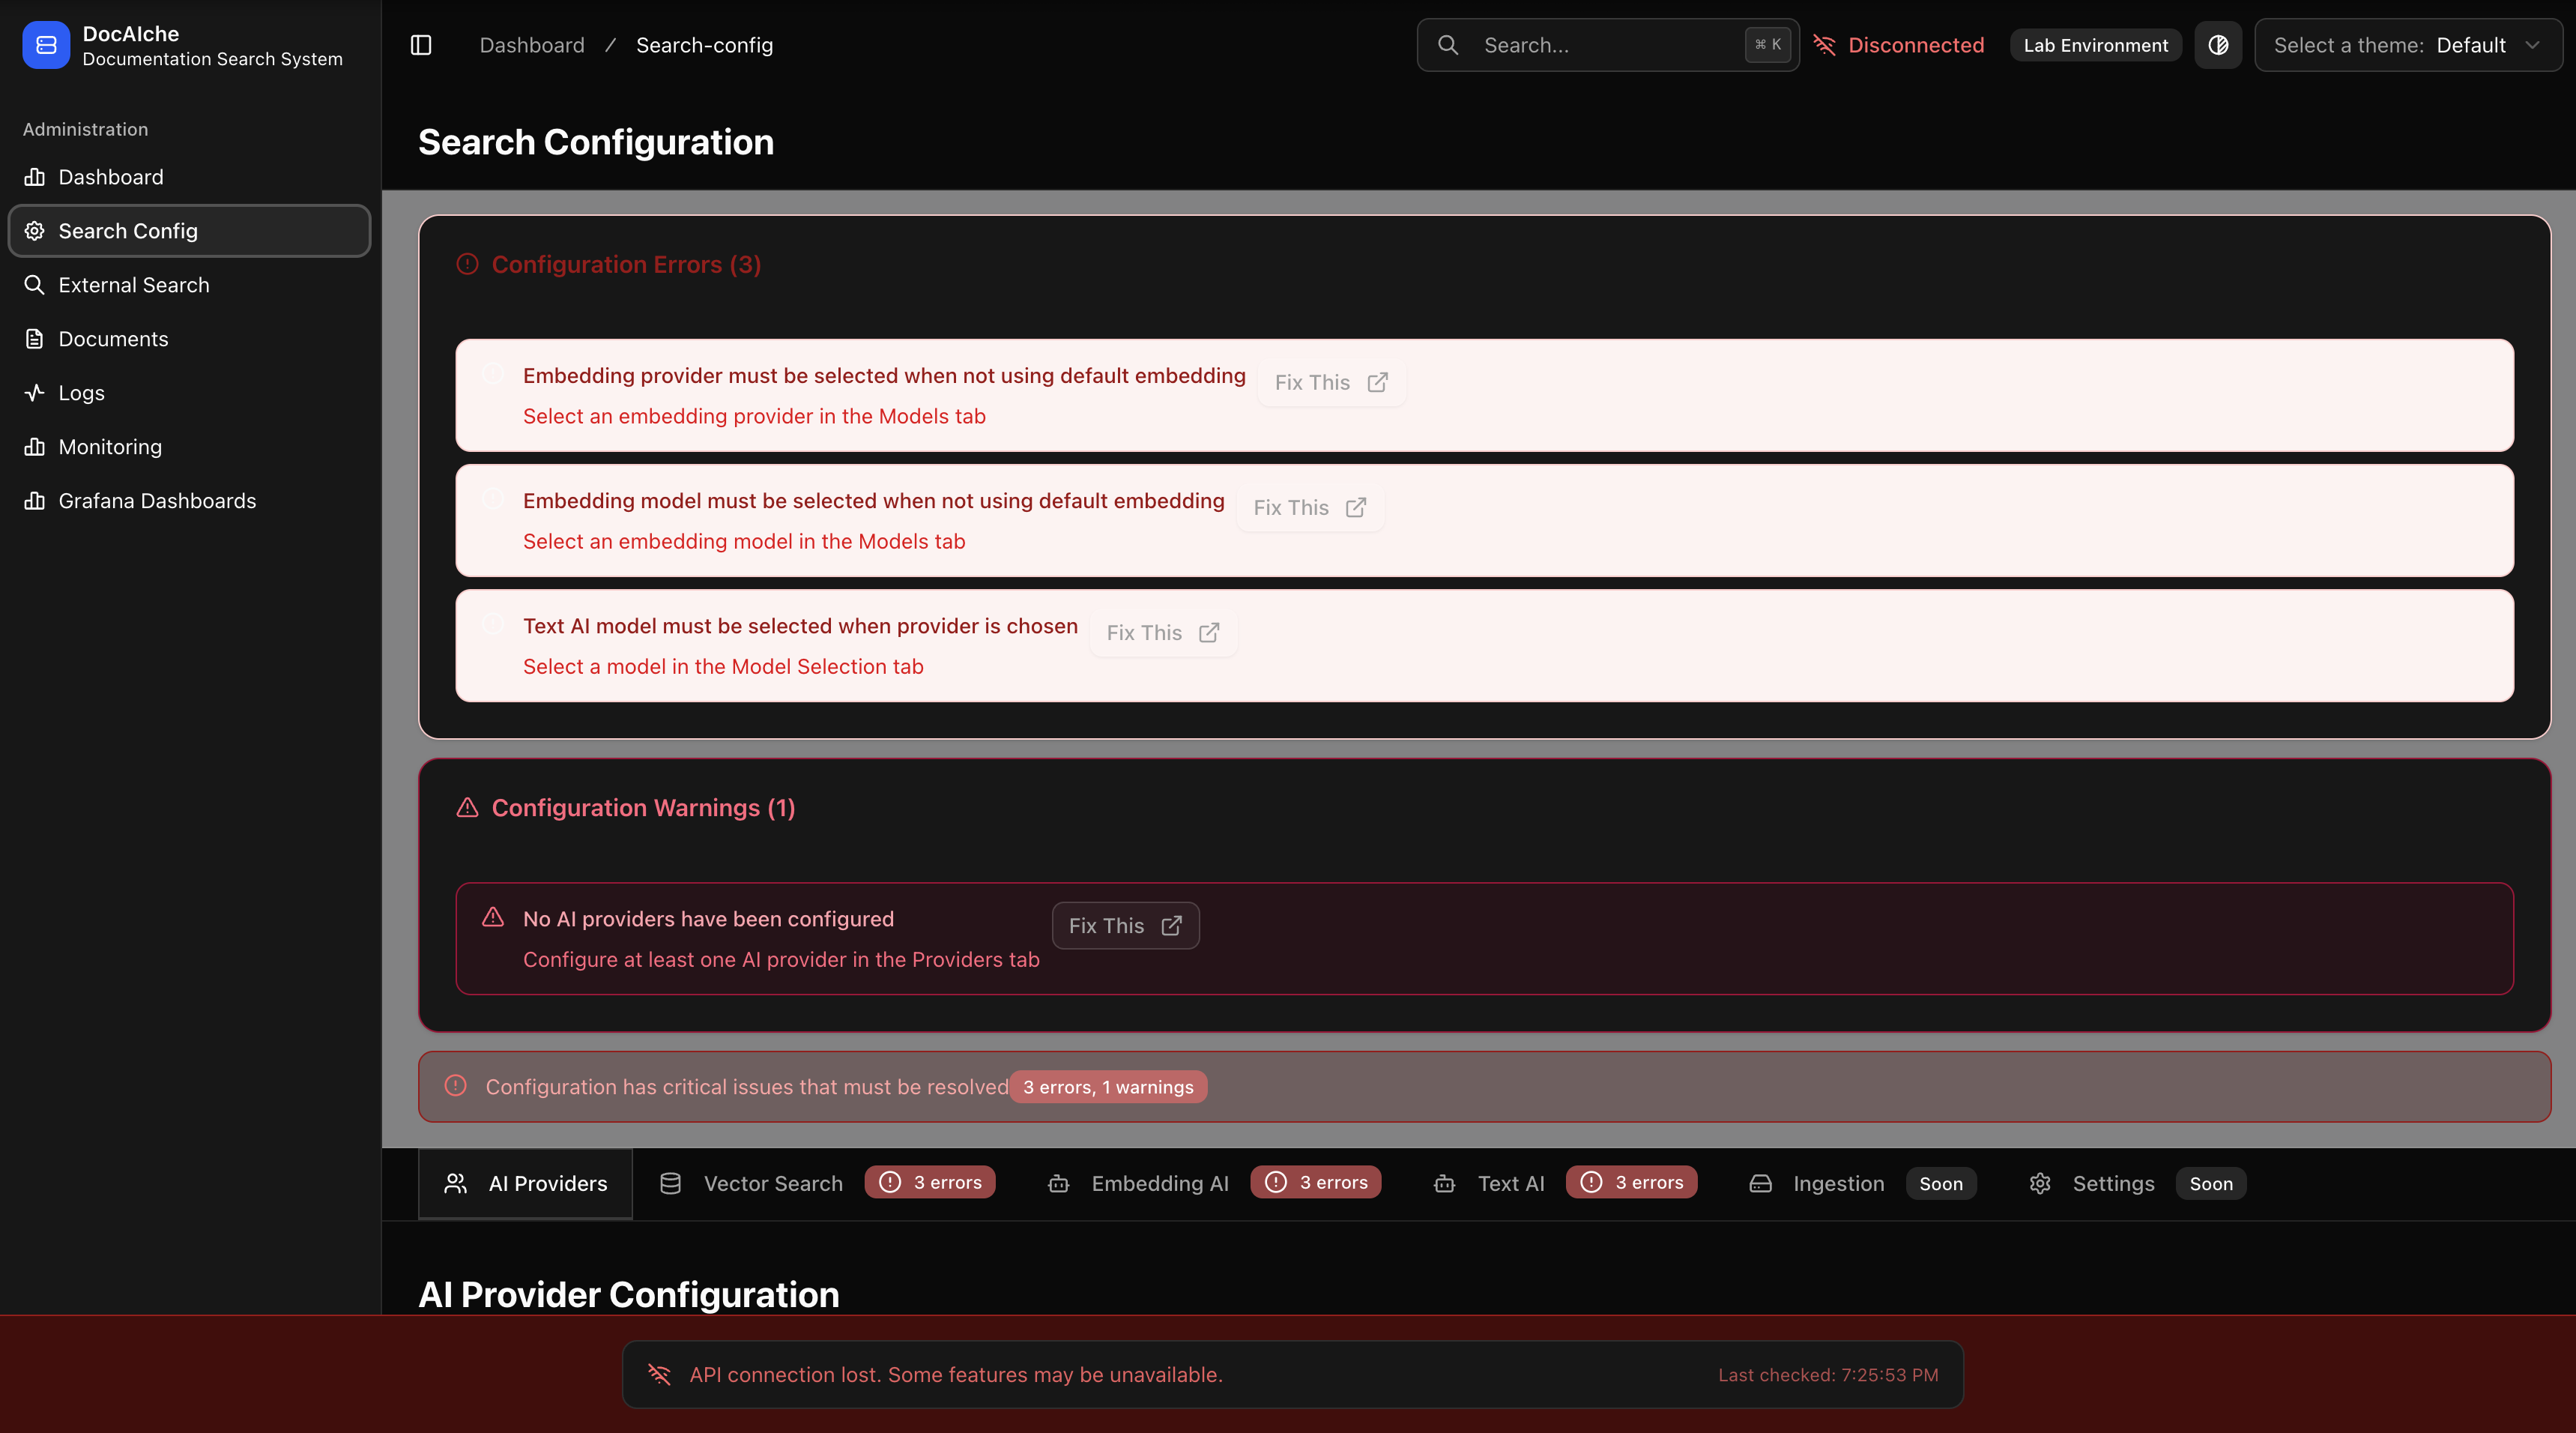 DocAIche
Documentation Search System
Administration
Dashboard
Search Config
External Search
Documents
Logs
Monitoring
Grafana Dashboards
Dashboard / Search-config
Search...
⌘ K
Disconnected
Lab Environment
Select a theme: Default
Search Configuration
Configuration Errors (3)
Embedding provider must be selected when not using default embedding
Fix This
Select an embedding provider in the Models tab
Embedding model must be selected when not using default embedding
Fix This
Select an embedding model in the Models tab
Text AI model must be selected when provider is chosen
Fix This
Select a model in the Model Selection tab
Configuration Warnings (1)
No AI providers have been configured
Fix This
Configure at least one AI provider in the Providers tab
Configuration has critical issues that must be resolved
3 errors, 1 warnings
AI Providers
Vector Search
3 errors
Embedding AI
3 errors
Text AI
3 errors
Ingestion
Soon
Settings
Soon
AI Provider Configuration
API connection lost. Some features may be unavailable.
Last checked: 7:25:53 PM